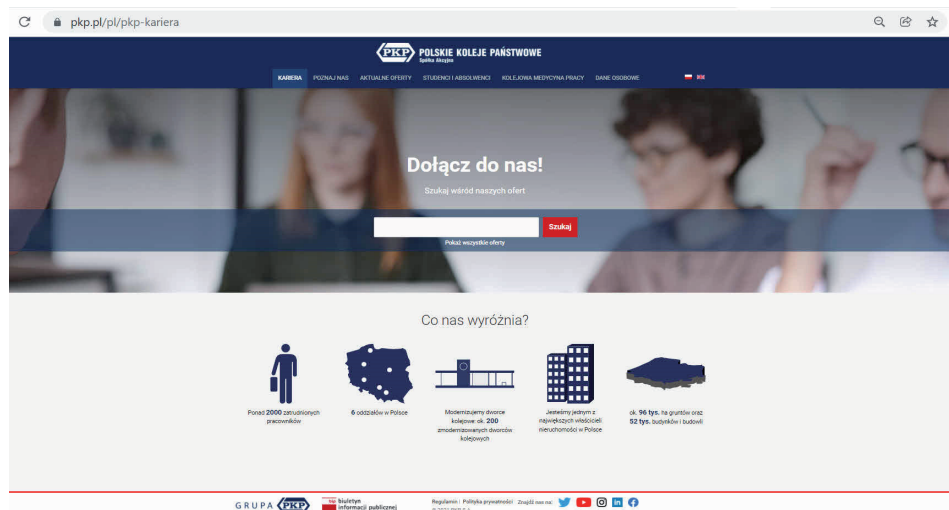 pkp.pl/pl/pkp-kariera
PKP POLSKIE KOLEJE PAŃSTWOWE
Spółka Akcyjna
KARIERA POZNAJ NAS AKTUALNE OFERTY STUDENCI I ABSOLWENCI KOLEJOWA MEDYCYNA PRACY DANE OSOBOWE
Dołącz do nas!
Szukaj wśród naszych ofert
Szukaj
Pokaż wszystkie oferty
Co nas wyróżnia?
Ponad 2000 zatrudnionych
pracowników
6 oddziałów w Polsce
Modernizujemy dworce
kolejowe: ok. 200
zmodernizowanych dworców
kolejowych
Jesteśmy jednym z
największych właścicieli
nieruchomości w Polsce
ok. 96 tys. ha gruntów oraz
52 tys. budynków i budowli
GRUPA PKP
bip biuletyn
informacji publicznej
Regulamin | Polityka prywatności Znajdź nas na: